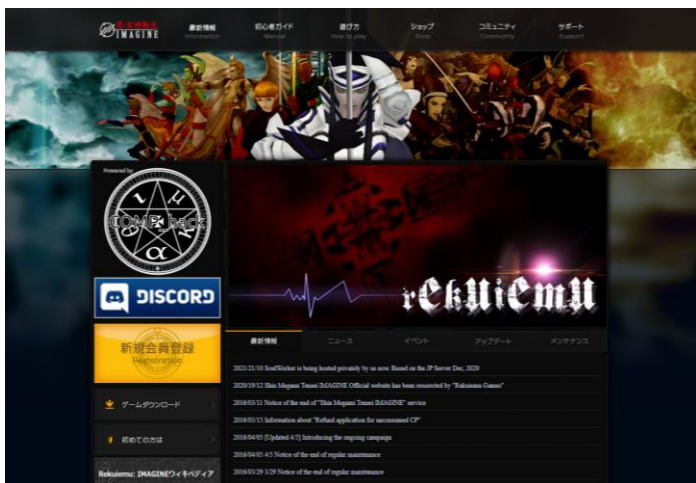 真・女神転生
IMAGINE
最新情報
Information
初心者ガイド
Manual
遊び方
How to play
ショップ
Shop
コミュニティ
Community
サポート
Support
Powered by
COMP_hack
DISCORD
rekuiemu
新規会員登録
Registration
最新情報
ニュース
イベント
アップデート
メンテナンス
2021/21/10 SoulWorker is being hosted privately by us now. Based on the JP Server Dec, 2020
2020/19/12 Shin Megami Tensei IMAGINE Official website has been resurrected by "Rekuiemu Games"
2016/03/11 Notice of the end of "Shin Megami Tensei IMAGINE" service
2016/03/15 Information about "Refund application for unconsumed CP"
2016/04/05 [Updated 4/5] Introducing the ongoing campaign
2016/04/05 4/5 Notice of the end of regular maintenance
2016/03/29 3/29 Notice of the end of regular maintenance
ゲームダウンロード
初めての方は
Rekuiemu: IMAGINEウィキペディア